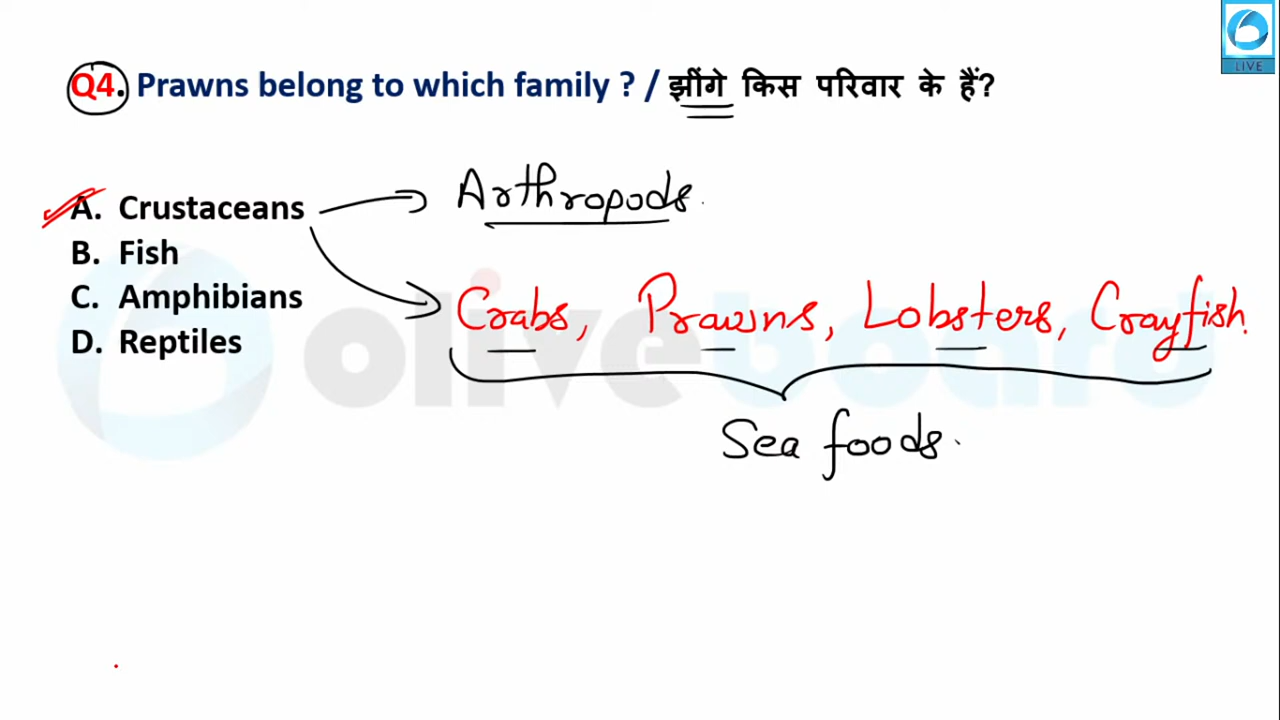 LIVE
Q4. Prawns belong to which family ? / झींगे किस परिवार के हैं?
A. Crustaceans
Arthropods.
B. Fish
C. Amphibians
Crabs, Prawns, Lobsters, Crayfish.
D. Reptiles
oliveboard
Sea foods.